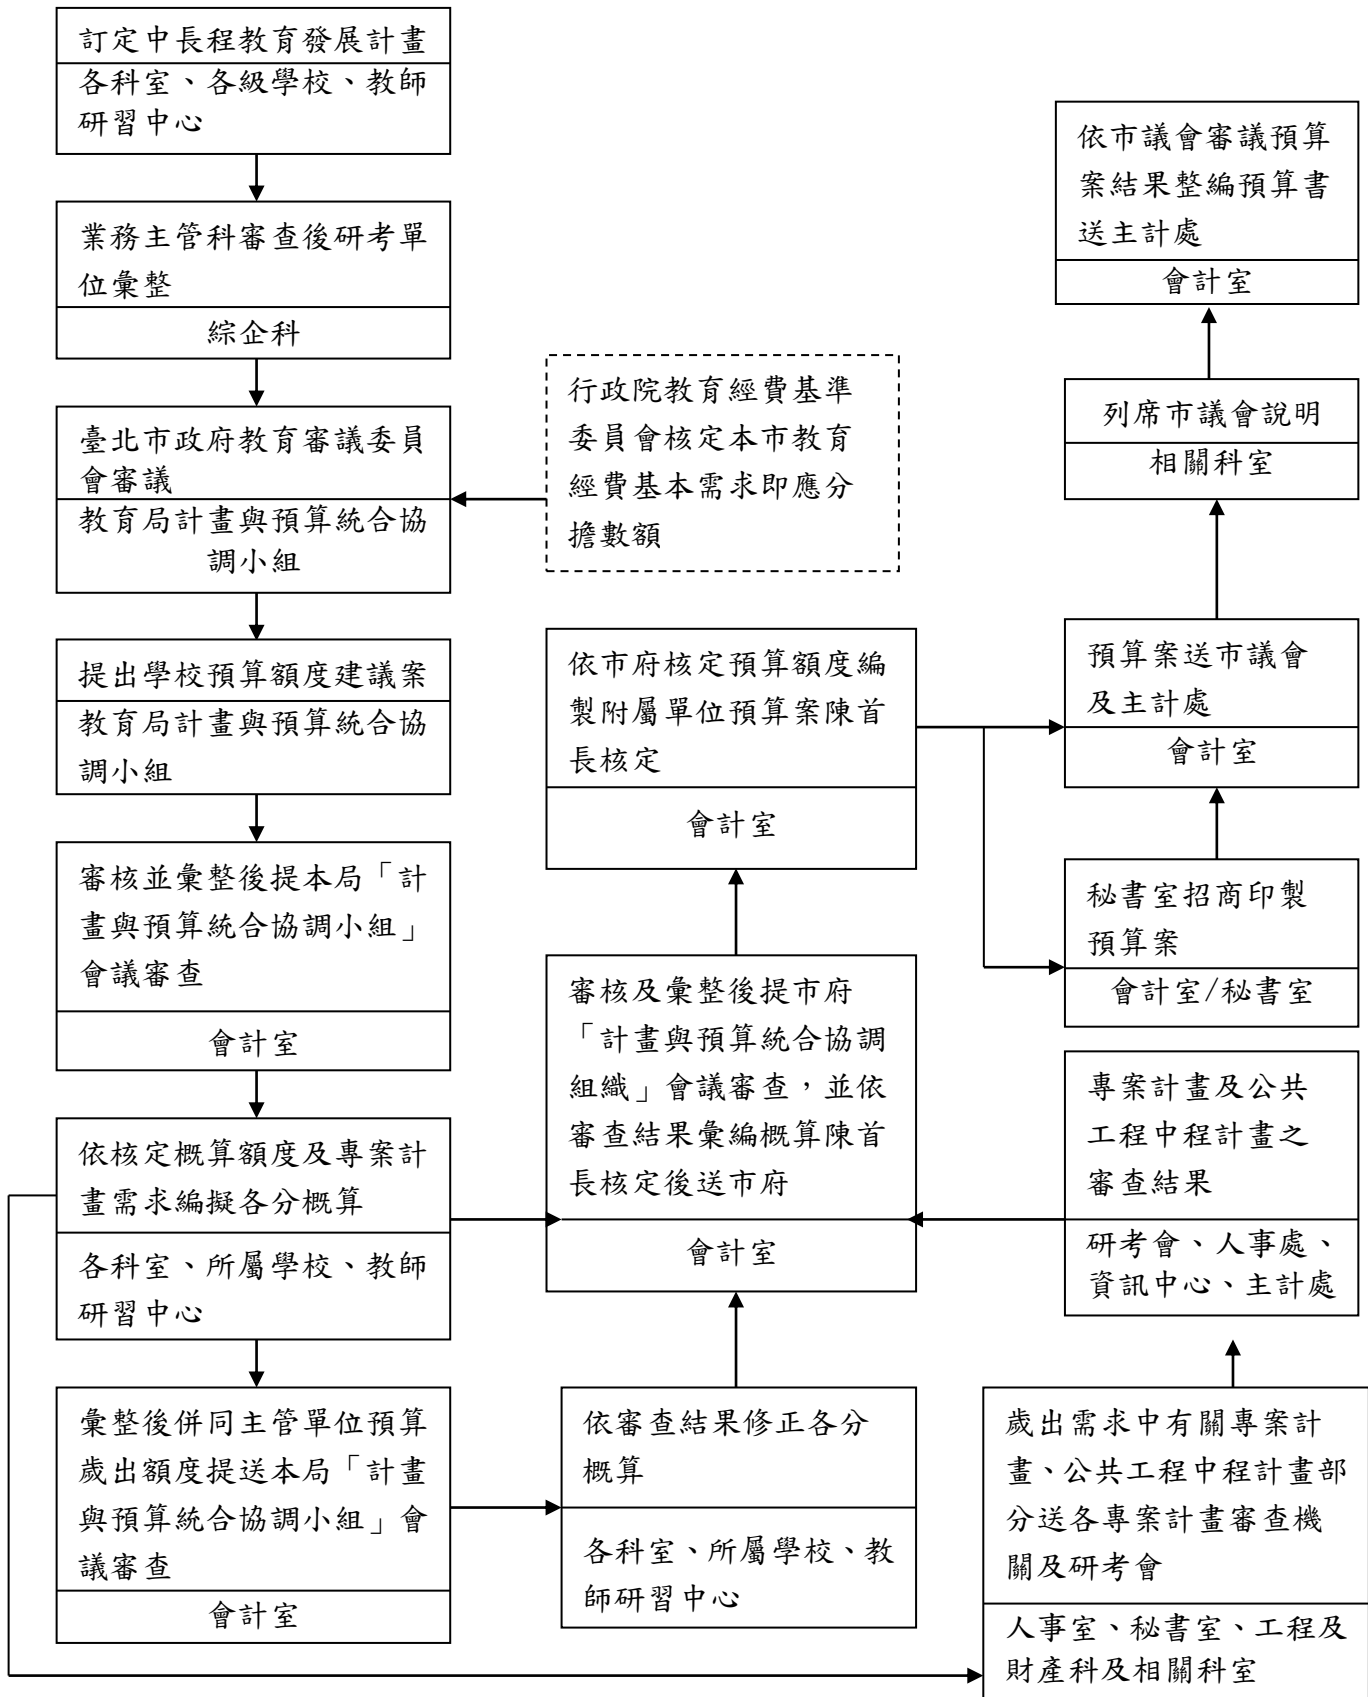 訂定中長程教育發展計畫
各科室、各級學校、教師
研習中心
業務主管科審查後研考單
位彙整
綜企科
臺北市政府教育審議委員
會審議
教育局計畫與預算統合協
調小組
提出學校預算額度建議案
教育局計畫與預算統合協
調小組
審核並彙整後提本局「計
畫與預算統合協調小組」
會議審查
會計室
依核定概算額度及專案計
畫需求編擬各分概算
各科室、所屬學校、教師
研習中心
彙整後併同主管單位預算
歲出額度提送本局「計畫
與預算統合協調小組」會
議審查
會計室
行政院教育經費基準
委員會核定本市教育
經費基本需求即應分
擔數額
依市府核定預算額度編
製附屬單位預算案陳首
長核定
會計室
審核及彙整後提市府
「計畫與預算統合協調
組織」會議審查，並依
審查結果彙編概算陳首
長核定後送市府
會計室
依審查結果修正各分
概算
各科室、所屬學校、教
師研習中心
依市議會審議預算
案結果整編預算書
送主計處
會計室
列席市議會說明
相關科室
預算案送市議會
及主計處
會計室
秘書室招商印製
預算案
會計室/秘書室
專案計畫及公共
工程中程計畫之
審查結果
研考會、人事處、
資訊中心、主計處
歲出需求中有關專案計
畫、公共工程中程計畫部
分送各專案計畫審查機
關及研考會
人事室、秘書室、工程及
財產科及相關科室